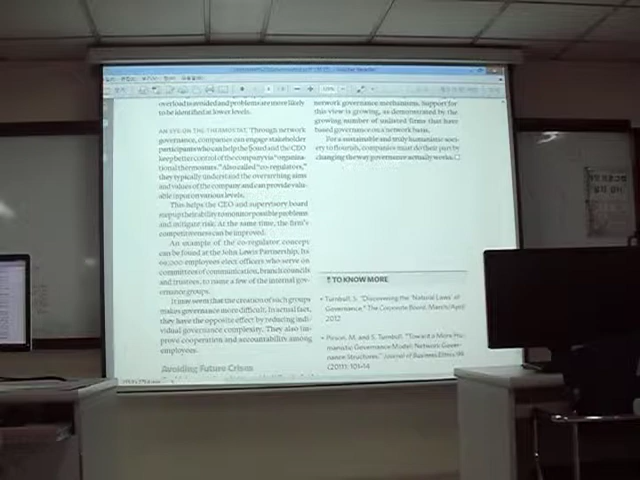 overload is avoided and problems are more likely
to be identified at lower levels.
AN EYE ON THE THERMOSTAT. Through network
governance, companies can engage stakeholder
participants who can help the board and the CEO
keep better control of the company via "organiza-
tional thermostats." Also called "co-regulators,"
they typically understand the overarching aims
and values of the company and can provide valu-
able input on various levels.
This helps the CEO and supervisory board
step up their ability to monitor possible problems
and mitigate risk. At the same time, the firm's
competitiveness can be improved.
An example of the co-regulator concept
can be found at the John Lewis Partnership. Its
69,000 employees elect officers who serve on
committees of communication, branch councils
and trustees, to name a few of the internal gov-
ernance groups.
It may seem that the creation of such groups
makes governance more difficult. In actual fact,
they have the opposite effect by reducing indi-
vidual governance complexity. They also im-
prove cooperation and accountability among
employees.
Avoiding Future Crises
network governance mechanisms. Support for
this view is growing, as demonstrated by the
growing number of unlisted firms that have
based governance on a network basis.
For a sustainable and truly humanistic soci-
ety to flourish, companies must do their part by
changing the way governance actually works.
TO KNOW MORE
• Turnbull, S. "Discovering the 'Natural Laws' of
Governance." The Corporate Board, March/April
2012
• Pirson, M. and S. Turnbull. "Toward a More Hu-
manistic Governance Model: Network Gover-
nance Structures." Journal of Business Ethics 99
(2011): 101-14